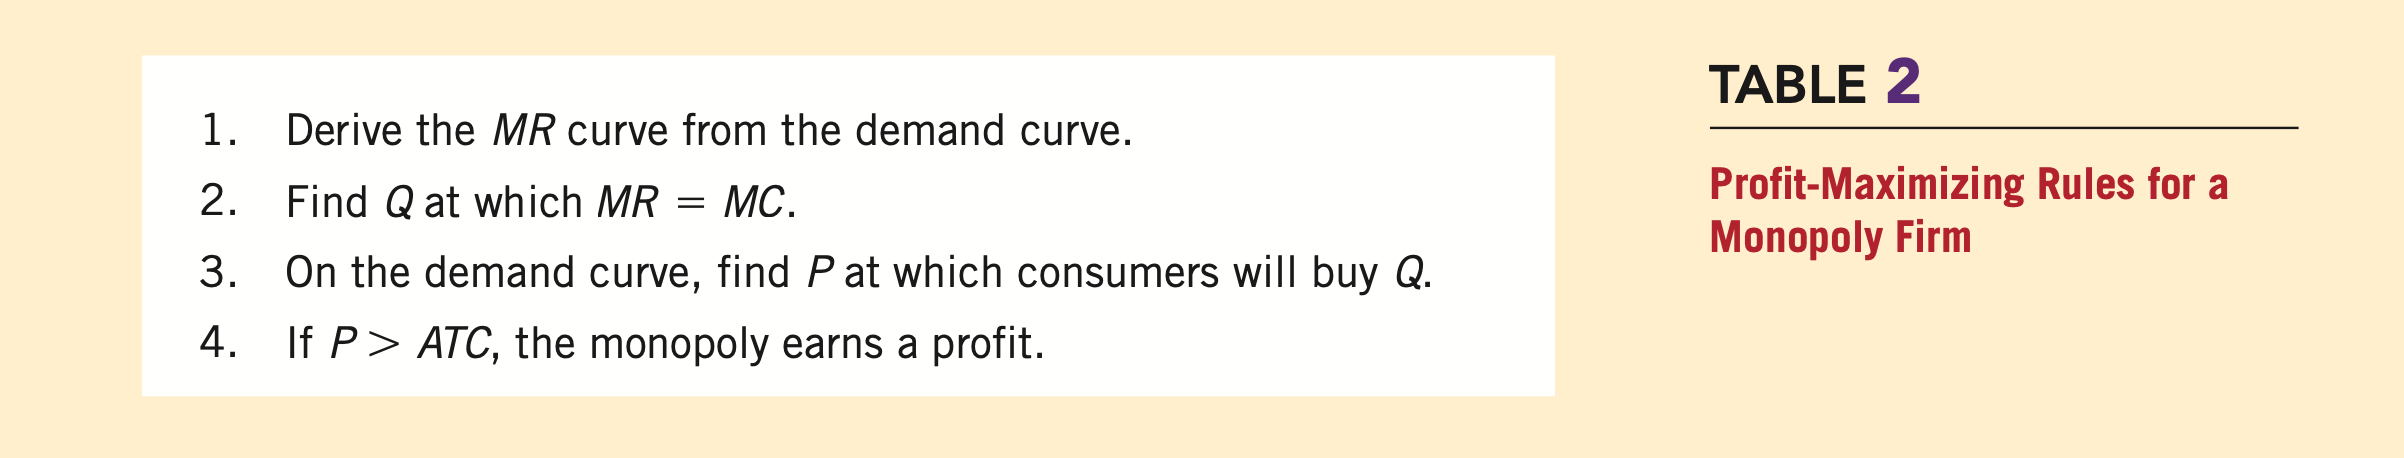 1. Derive the MR curve from the demand curve.
2. Find Q at which MR = MC.
3. On the demand curve, find P at which consumers will buy Q.
4. If P > ATC, the monopoly earns a profit.
TABLE 2
Profit-Maximizing Rules for a
Monopoly Firm